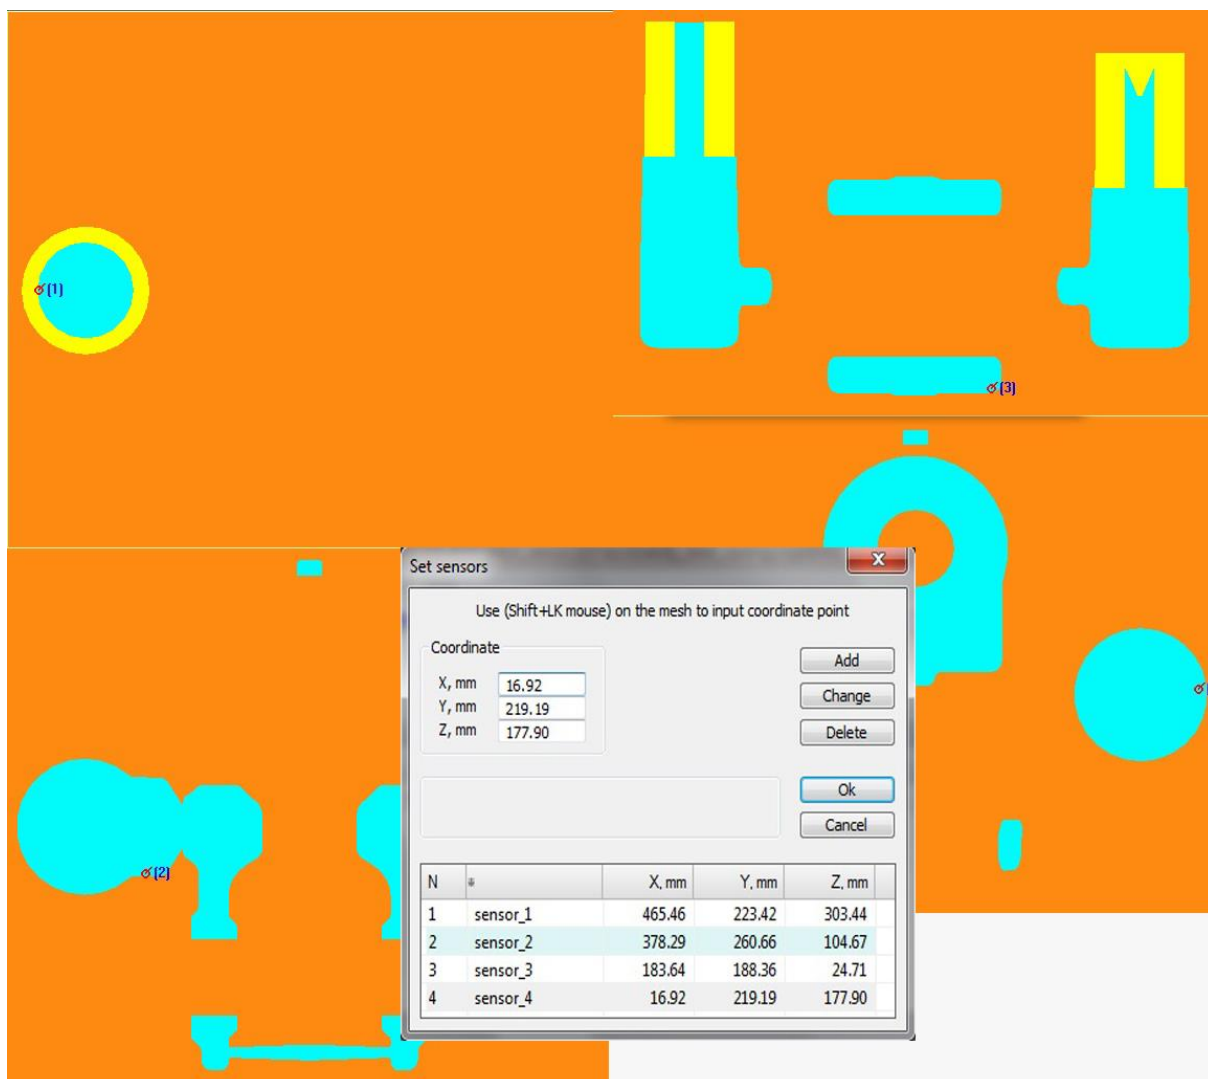 (1)
(3)
Set sensors
X
Use (Shift+LK mouse) on the mesh to input coordinate point
Coordinate
X, mm 16.92
Y, mm 219.19
Z, mm 177.90
Add
Change
Delete
Ok
Cancel
(2)
N X, mm Y, mm Z, mm
1 sensor_1 465.46 223.42 303.44
2 sensor_2 378.29 260.66 104.67
3 sensor_3 183.64 188.36 24.71
4 sensor_4 16.92 219.19 177.90